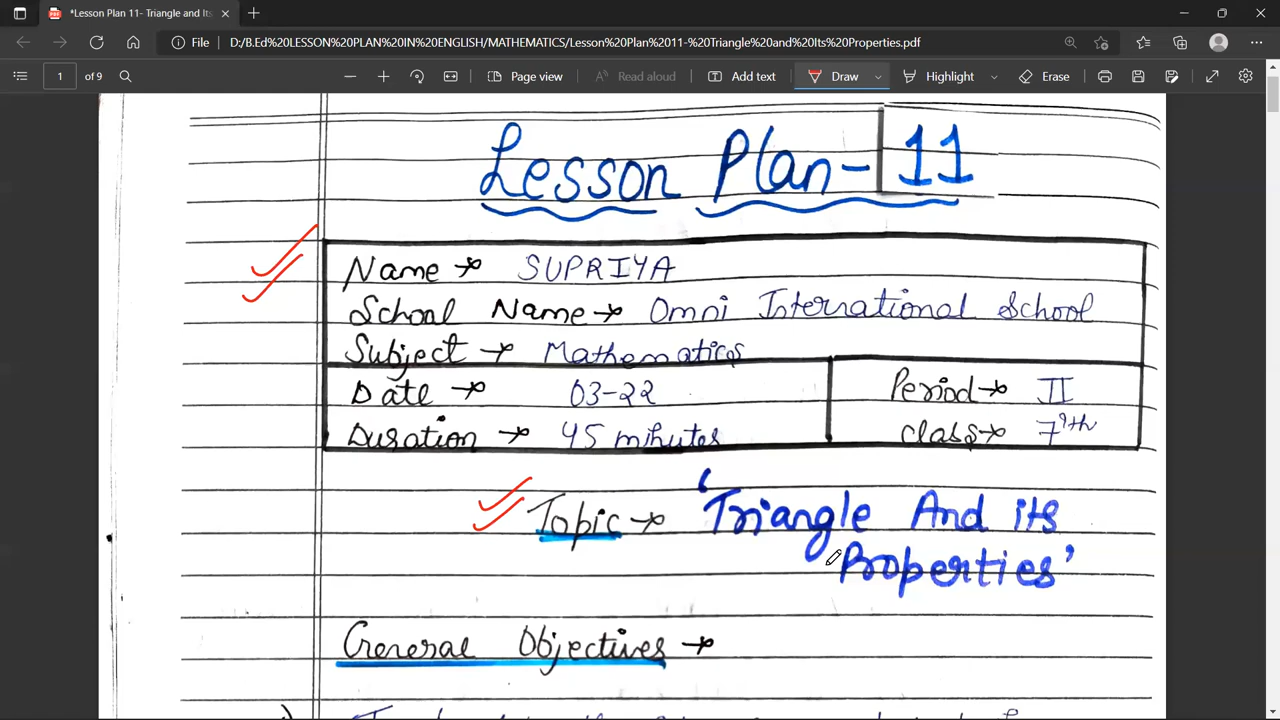 *Lesson Plan 11- Triangle and Its
File D:/B.Ed%20LESSON%20PLAN%20IN%20ENGLISH/MATHEMATICS/Lesson%20Plan%2011-%20Triangle%20and%20Its%20Properties.pdf
1 of 9 Page view Read aloud Add text Draw Highlight Erase
Lesson Plan-11
Name → SUPRIYA
School Name → Omni International School
Subject → Mathematics
Date → 03-22 Period → II
Duration → 45 minutes class → 7th
Topic → 'Triangle And its
Properties'
General Objectives →